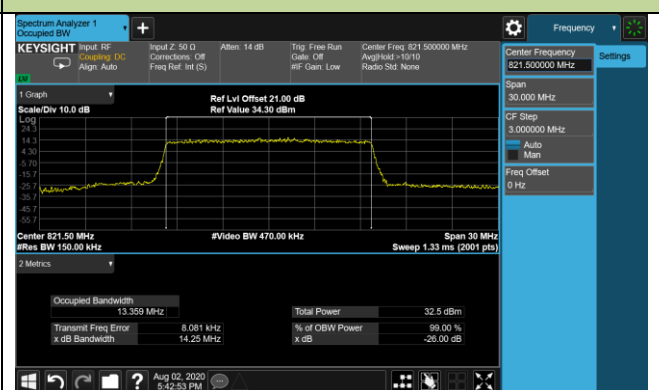 Spectrum Analyzer 1
Occupied BW
Frequency
KEYSIGHT
Input: RF
Coupling: DC
Align: Auto
Input Z: 50 Ω
Corrections: Off
Freq Ref: Int (S)
Atten: 14 dB
Trig: Free Run
Gate: Off
#IF Gain: Low
Center Freq: 821.500000 MHz
Avg|Hold:>10/10
Radio Std: None
LXI
Center Frequency
821.500000 MHz
Settings
Span
30.000 MHz
CF Step
3.000000 MHz
Auto
Man
Freq Offset
0 Hz
1 Graph
Scale/Div 10.0 dB
Ref Lvl Offset 21.00 dB
Ref Value 34.30 dBm
Log
24.3
14.3
4.30
-5.70
-15.7
-25.7
-35.7
-45.7
-55.7
Center 821.50 MHz
#Video BW 470.00 kHz
Span 30 MHz
#Res BW 150.00 kHz
Sweep 1.33 ms (2001 pts)
2 Metrics
Occupied Bandwidth
13.359 MHz
Total Power 32.5 dBm
Transmit Freq Error 8.081 kHz
% of OBW Power 99.00 %
x dB Bandwidth 14.25 MHz
x dB -26.00 dB
?
Aug 02, 2020
5:42:53 PM